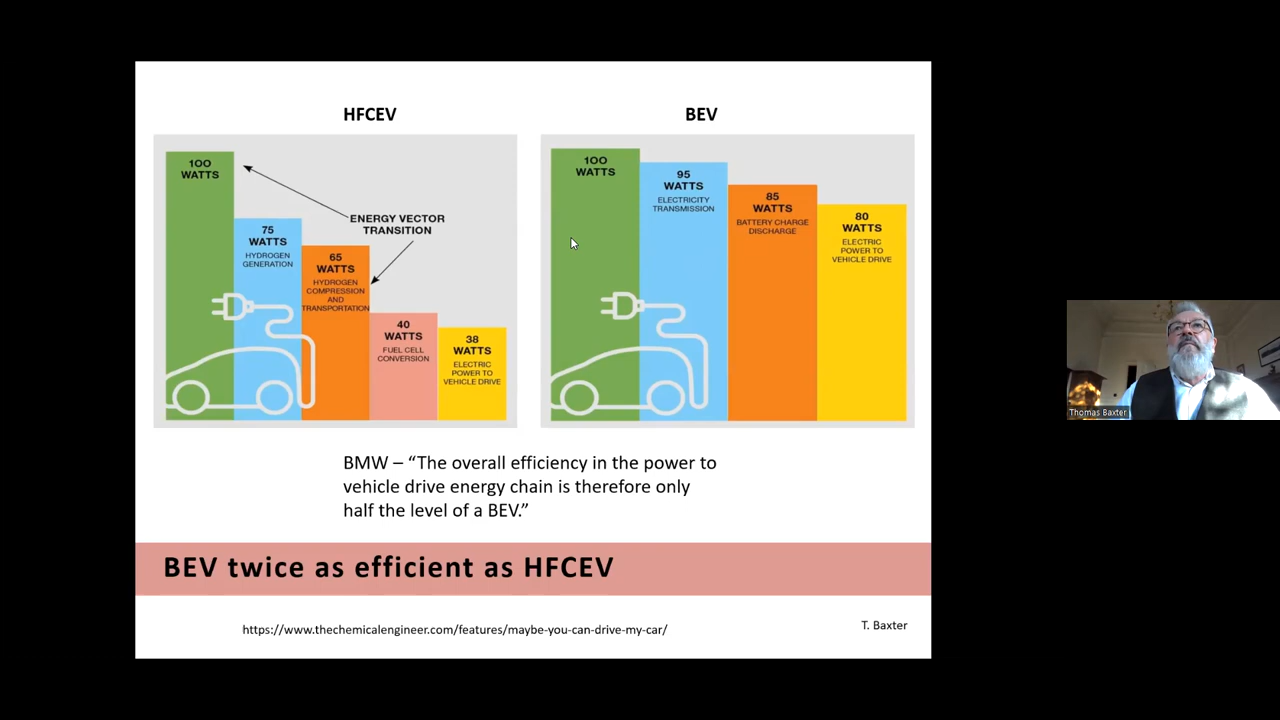 HFCEV
BEV
100
WATTS
75
WATTS
HYDROGEN
GENERATION
65
WATTS
HYDROGEN
COMPRESSION
AND
TRANSPORTATION
40
WATTS
FUEL CELL
CONVERSION
38
WATTS
ELECTRIC
POWER TO
VEHICLE DRIVE
ENERGY VECTOR
TRANSITION
100
WATTS
95
WATTS
ELECTRICITY
TRANSMISSION
85
WATTS
BATTERY CHARGE
DISCHARGE
80
WATTS
ELECTRIC
POWER TO
VEHICLE DRIVE
BMW – “The overall efficiency in the power to
vehicle drive energy chain is therefore only
half the level of a BEV.”
BEV twice as efficient as HFCEV
https://www.thechemicalengineer.com/features/maybe-you-can-drive-my-car/
T. Baxter
Thomas Baxter